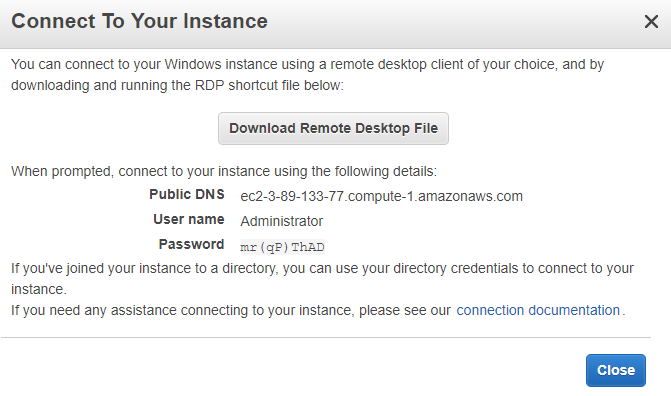 Connect To Your Instance
You can connect to your Windows instance using a remote desktop client of your choice, and by
downloading and running the RDP shortcut file below:
Download Remote Desktop File
When prompted, connect to your instance using the following details:
Public DNS ec2-3-89-133-77.compute-1.amazonaws.com
User name Administrator
Password mr(qP)ThAD
If you've joined your instance to a directory, you can use your directory credentials to connect to your
instance.
If you need any assistance connecting to your instance, please see our connection documentation.
Close